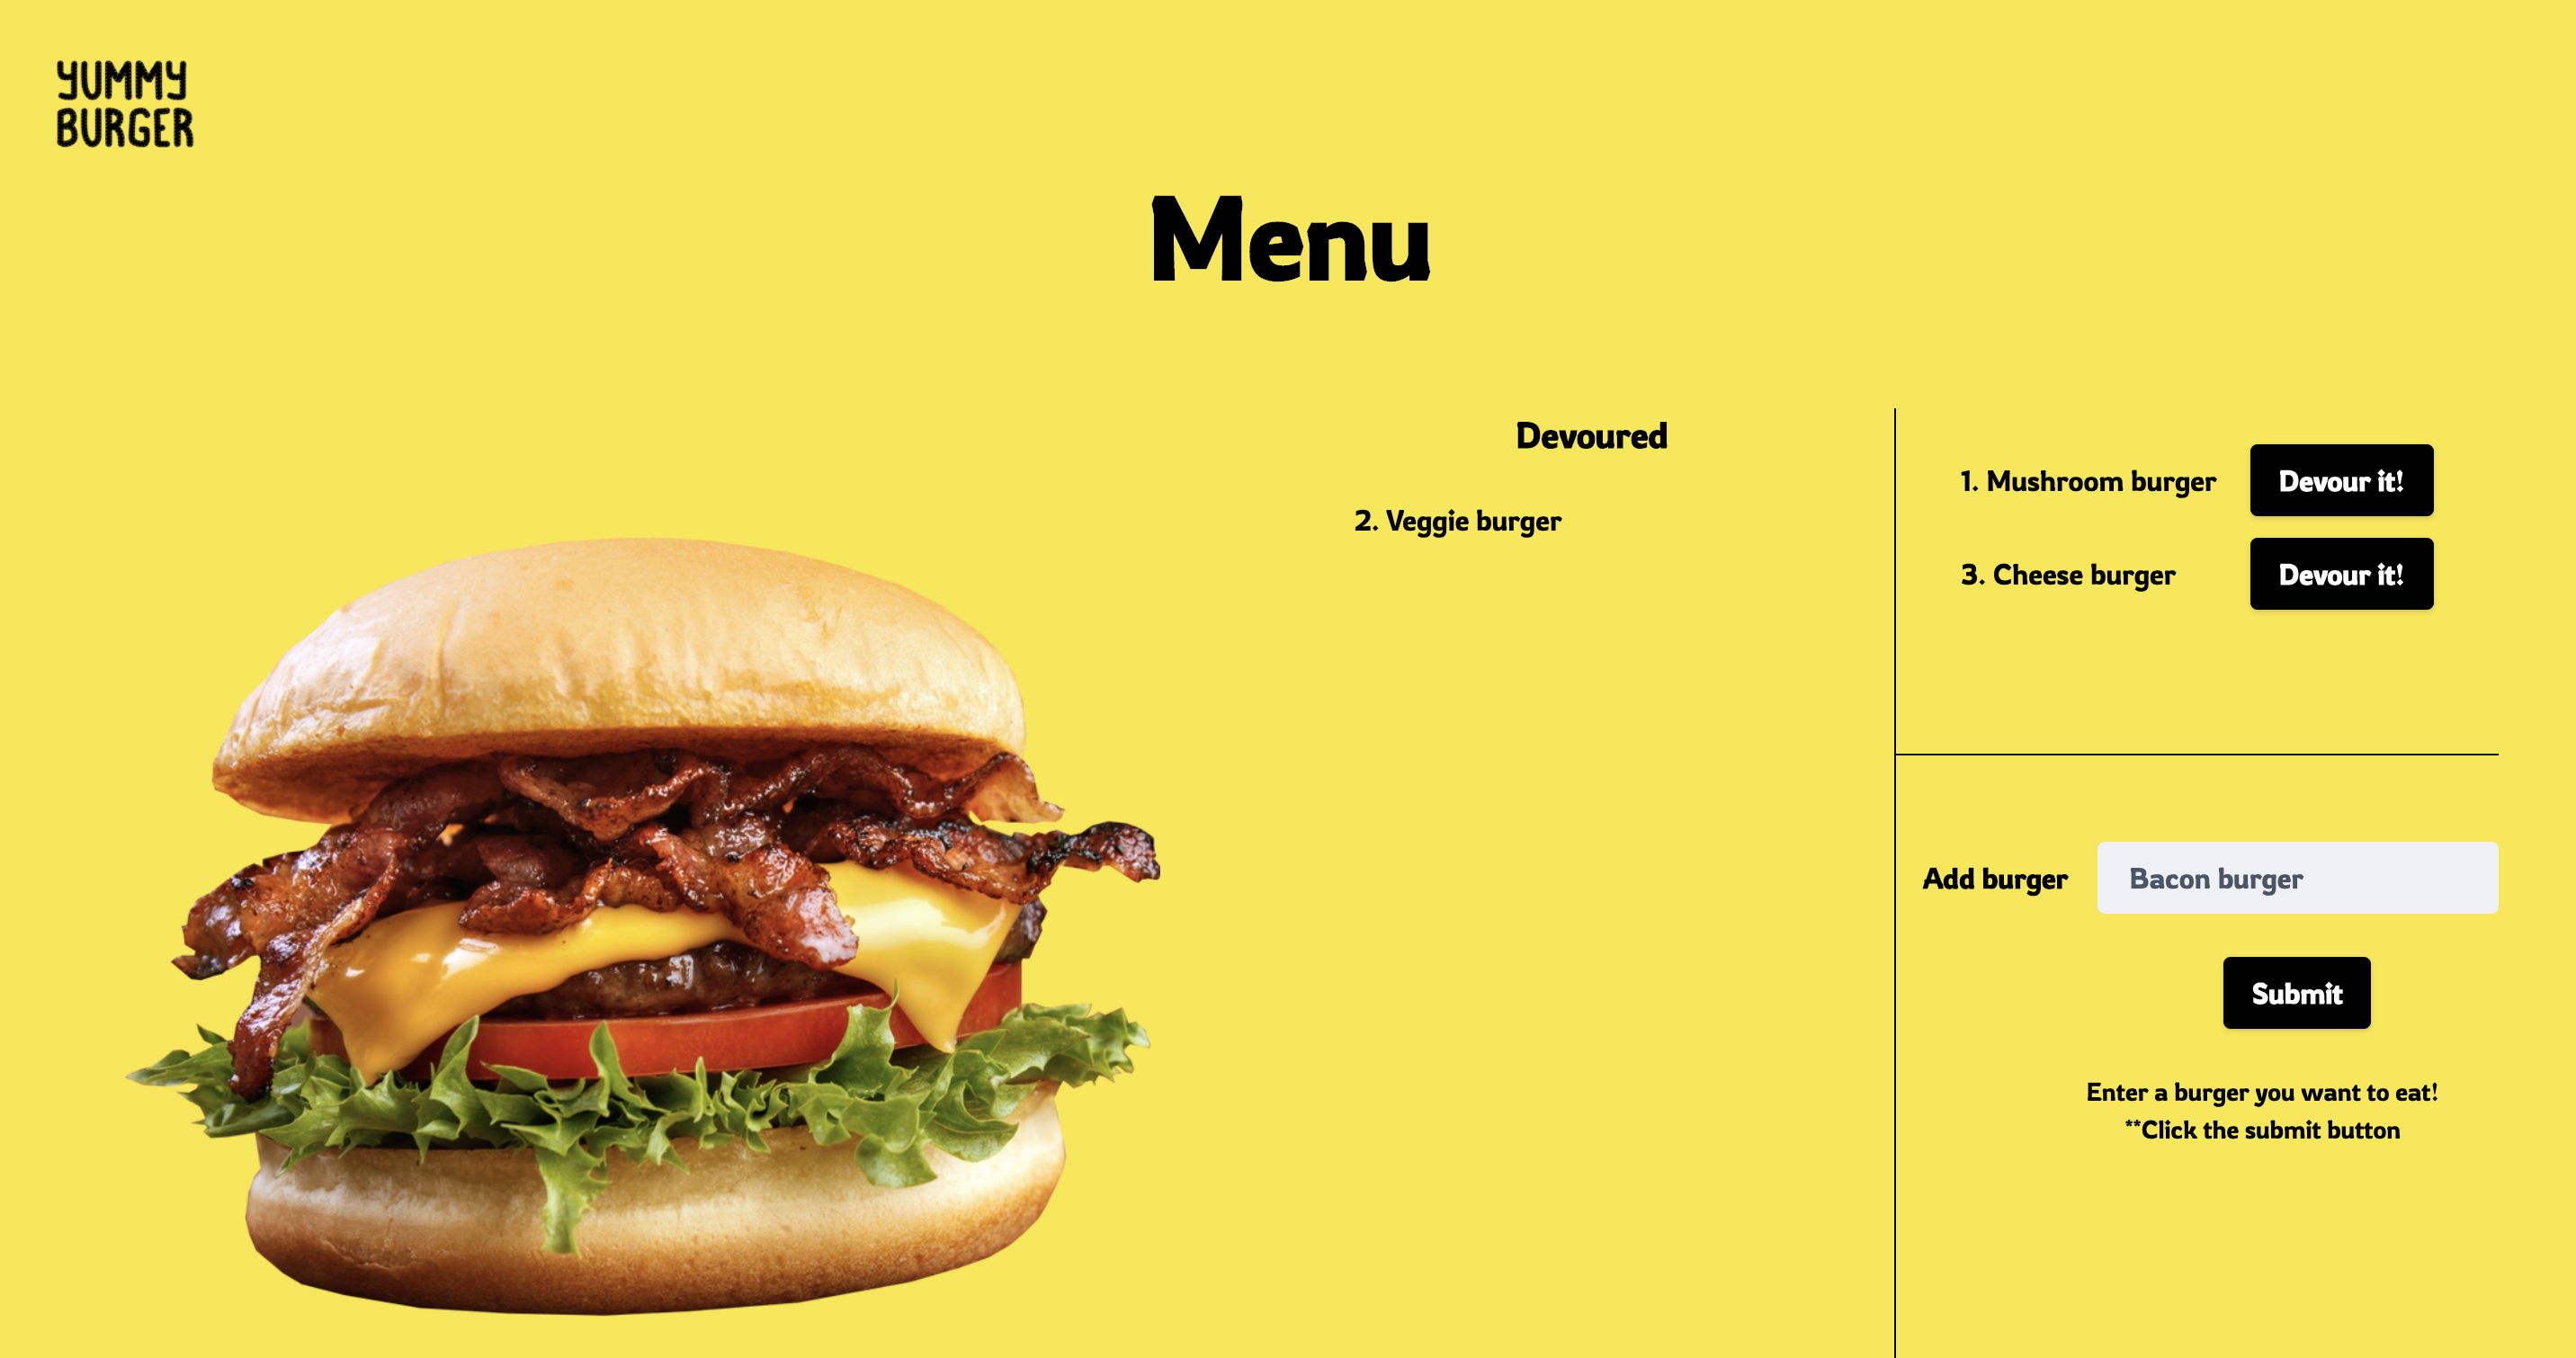 YUMMY
BURGER
Menu
Devoured
2. Veggie burger
1. Mushroom burger
Devour it!
3. Cheese burger
Devour it!
Add burger
Bacon burger
Submit
Enter a burger you want to eat!
**Click the submit button